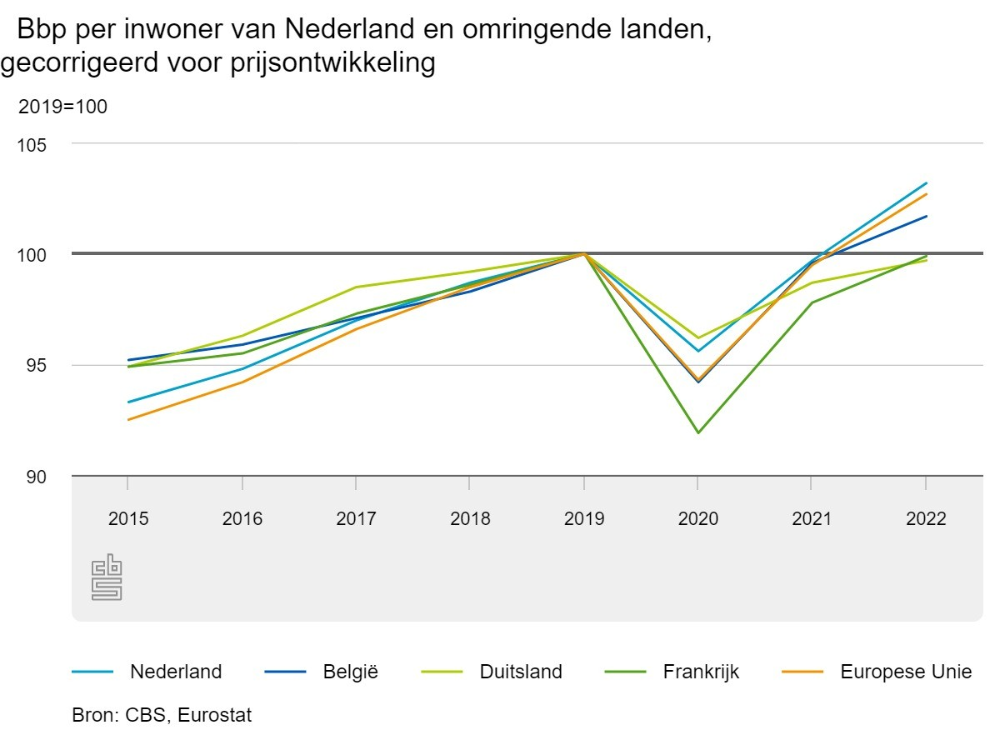 Bbp per inwoner van Nederland en omringende landen,
gecorrigeerd voor prijsontwikkeling
2019=100
105
100
95
90
2015 2016 2017 2018 2019 2020 2021 2022
cbs
Nederland België Duitsland Frankrijk Europese Unie
Bron: CBS, Eurostat